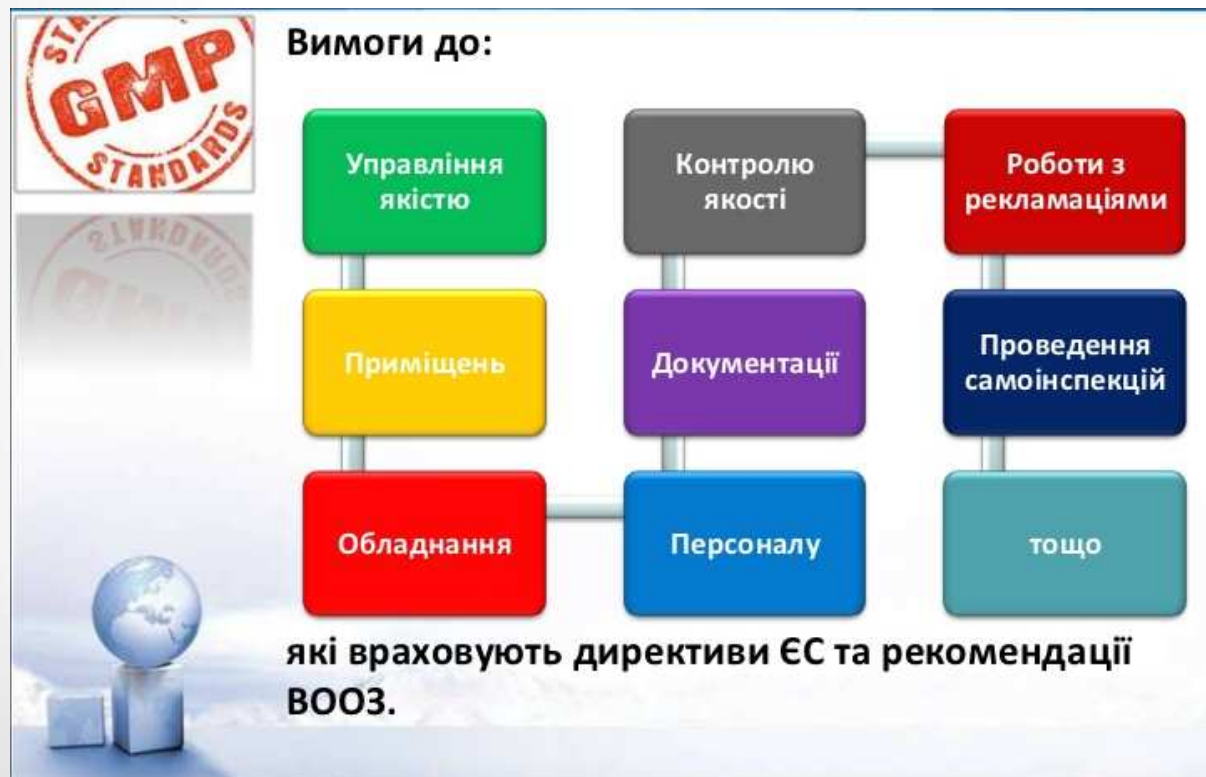 GMP
STANDARDS
Вимоги до:
Управління
якістю
Приміщень
Обладнання
Персоналу
Документації
Контролю
якості
Роботи з
рекламаціями
Проведення
самоінспекцій
тощо
які враховують директиви ЄС та рекомендації
ВООЗ.